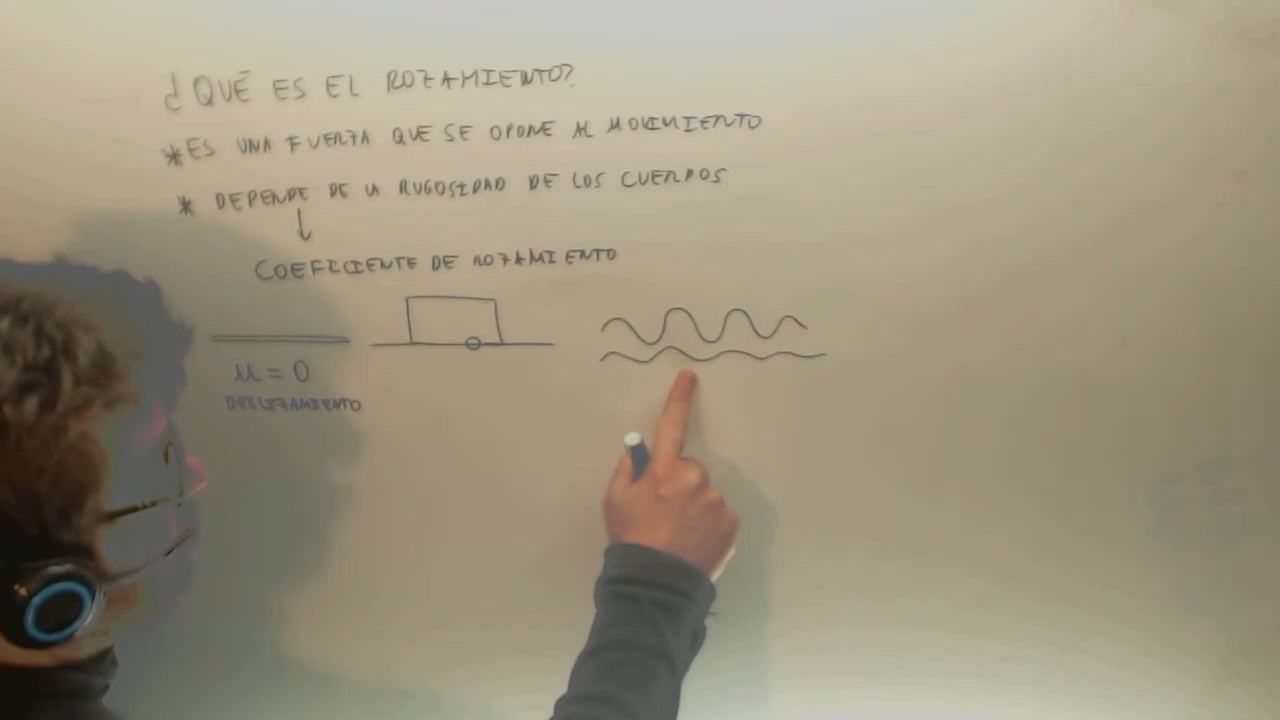 ¿QUÉ ES EL ROZAMIENTO?
*ES UNA FUERZA QUE SE OPONE AL MOVIMIENTO
* DEPENDE DE LA RUGOSIDAD DE LOS CUERPOS
↓
COEFICIENTE DE ROZAMIENTO
μ = 0
DESLIZAMIENTO